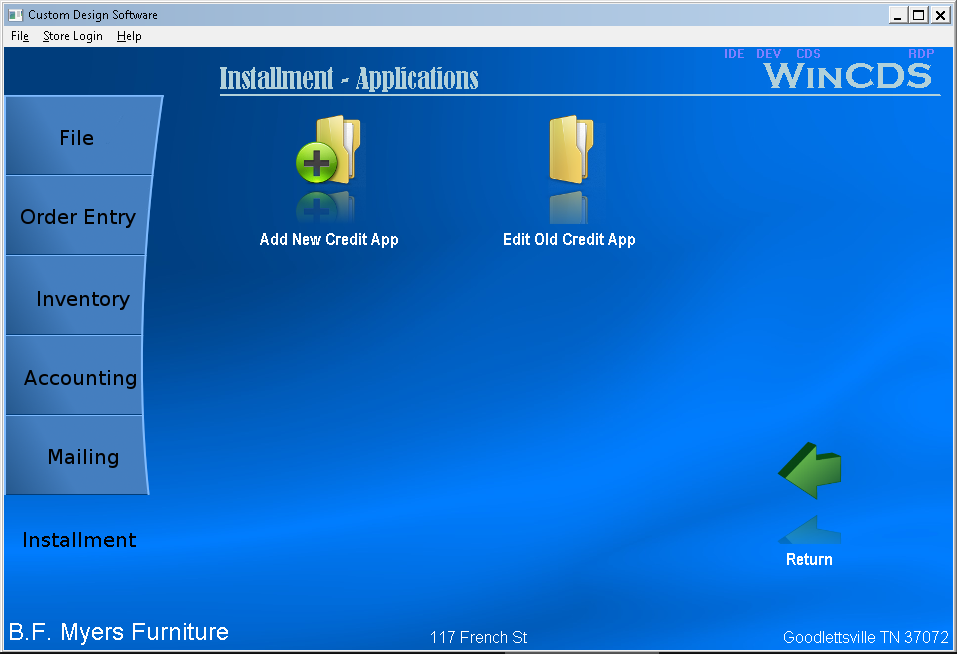 Custom Design Software
File Store Login Help
IDE DEV CDS RDP
Installment - Applications
WinCDS
File
Order Entry
Inventory
Accounting
Mailing
Installment
Add New Credit App
Edit Old Credit App
Return
B.F. Myers Furniture
117 French St
Goodlettsville TN 37072